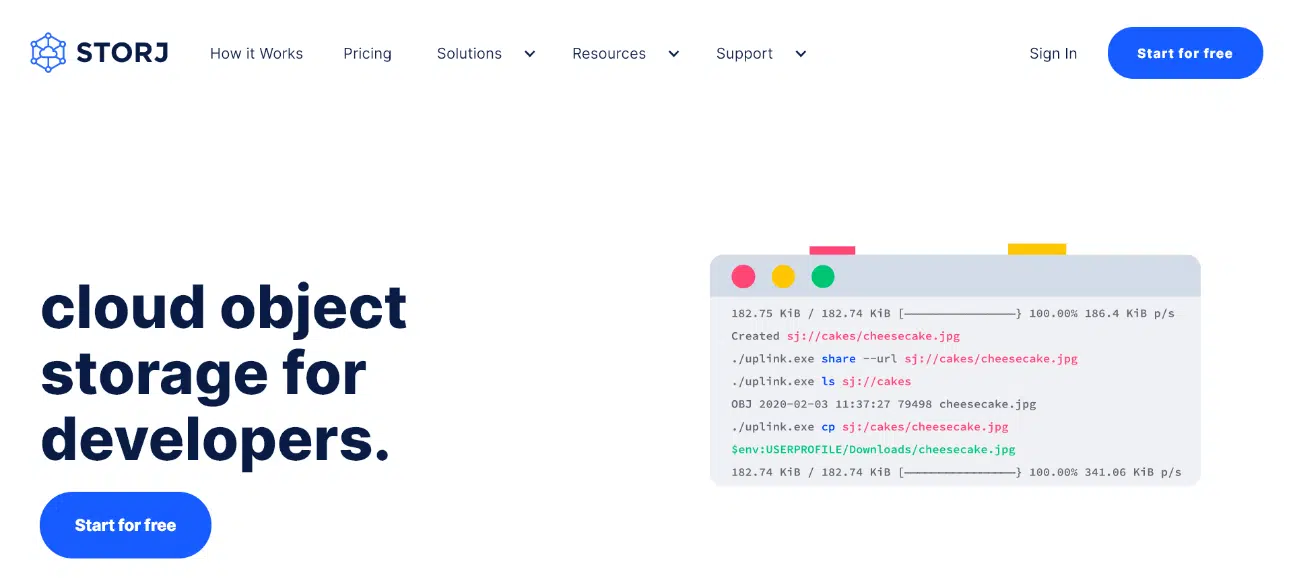 STORJ How it Works Pricing Solutions Resources Support Sign In Start for free
cloud object
storage for
developers.
Start for free
182.75 KiB / 182.74 KiB [————————————————} 100.00% 186.4 KiB p/s
Created sj://cakes/cheesecake.jpg
./uplink.exe share --url sj://cakes/cheesecake.jpg
./uplink.exe ls sj://cakes
OBJ 2020-02-03 11:37:27 79498 cheesecake.jpg
./uplink.exe cp sj:/cakes/cheesecake.jpg
$env:USERPROFILE/Downloads/cheesecake.jpg
182.74 KiB / 182.74 KiB [————————————————} 100.00% 341.06 KiB p/s